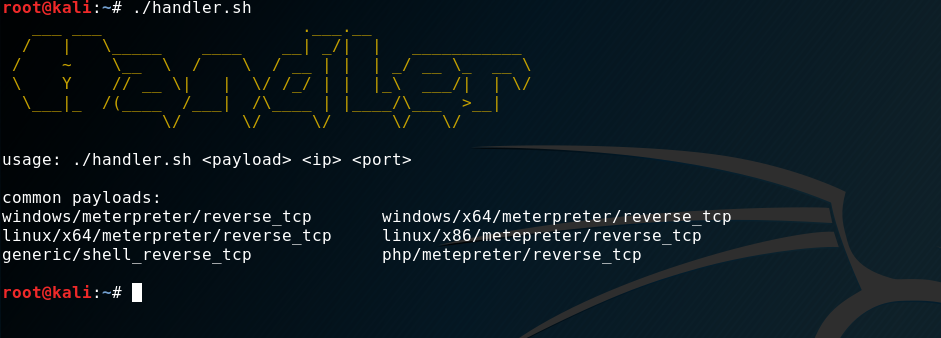 root@kali:~# ./handler.sh
Handler
usage: ./handler.sh <payload> <ip> <port>
common payloads:
windows/meterpreter/reverse_tcp windows/x64/meterpreter/reverse_tcp
linux/x64/meterpreter/reverse_tcp linux/x86/metepreter/reverse_tcp
generic/shell_reverse_tcp php/metepreter/reverse_tcp
root@kali:~#